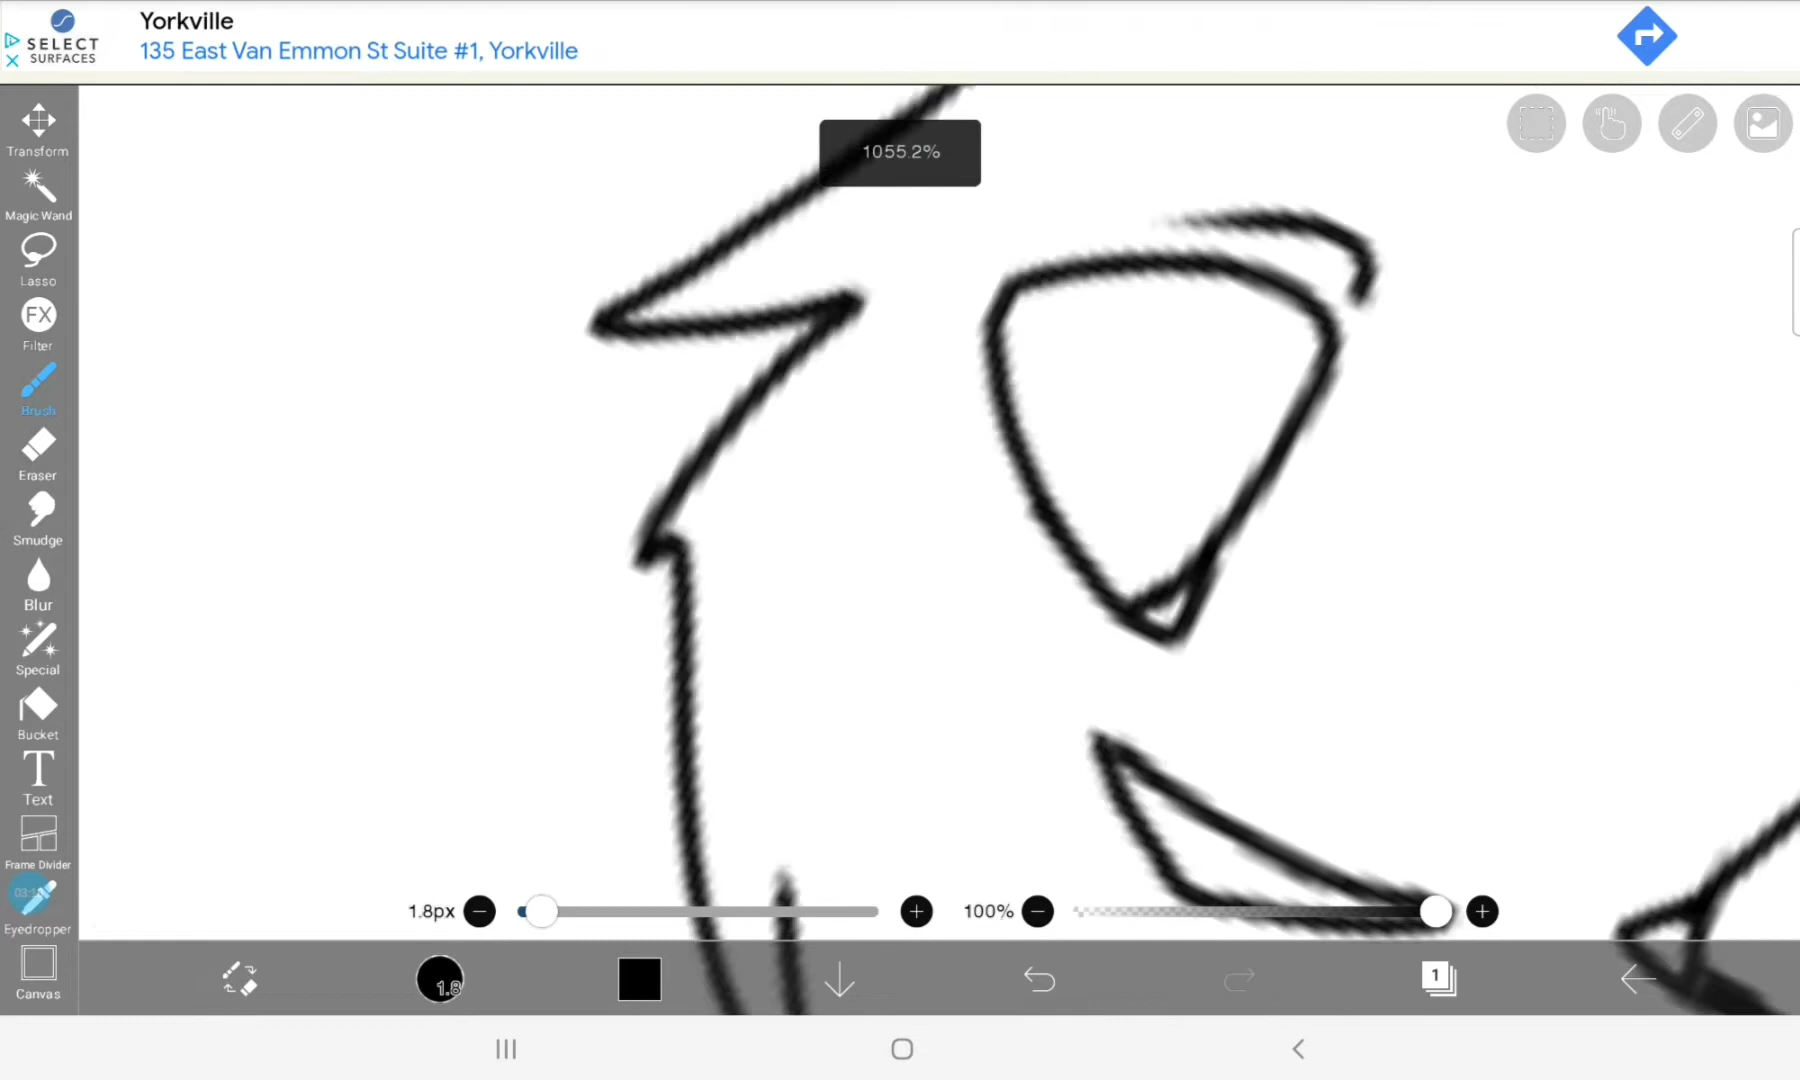 SELECT
SURFACES
Yorkville
135 East Van Emmon St Suite #1, Yorkville
1055.2%
Transform
Magic Wand
Lasso
FX
Filter
Brush
Eraser
Smudge
Blur
Special
Bucket
T
Text
Frame Divider
Eyedropper
Canvas
1.8px
100%
1.8
1